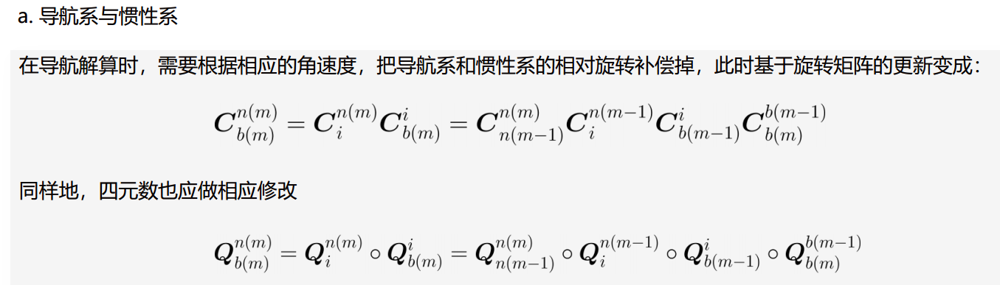 a. 导航系与惯性系
在导航解算时，需要根据相应的角速度，把导航系和惯性系的相对旋转补偿掉，此时基于旋转矩阵的更新变成：
$\boldsymbol{C}_{b(m)}^{n(m)} = \boldsymbol{C}_{i}^{n(m)} \boldsymbol{C}_{b(m)}^{i} = \boldsymbol{C}_{n(m-1)}^{n(m)} \boldsymbol{C}_{i}^{n(m-1)} \boldsymbol{C}_{b(m-1)}^{i} \boldsymbol{C}_{b(m)}^{b(m-1)}$
同样地，四元数也应做相应修改
$\boldsymbol{Q}_{b(m)}^{n(m)} = \boldsymbol{Q}_{i}^{n(m)} \circ \boldsymbol{Q}_{b(m)}^{i} = \boldsymbol{Q}_{n(m-1)}^{n(m)} \circ \boldsymbol{Q}_{i}^{n(m-1)} \circ \boldsymbol{Q}_{b(m-1)}^{i} \circ \boldsymbol{Q}_{b(m)}^{b(m-1)}$